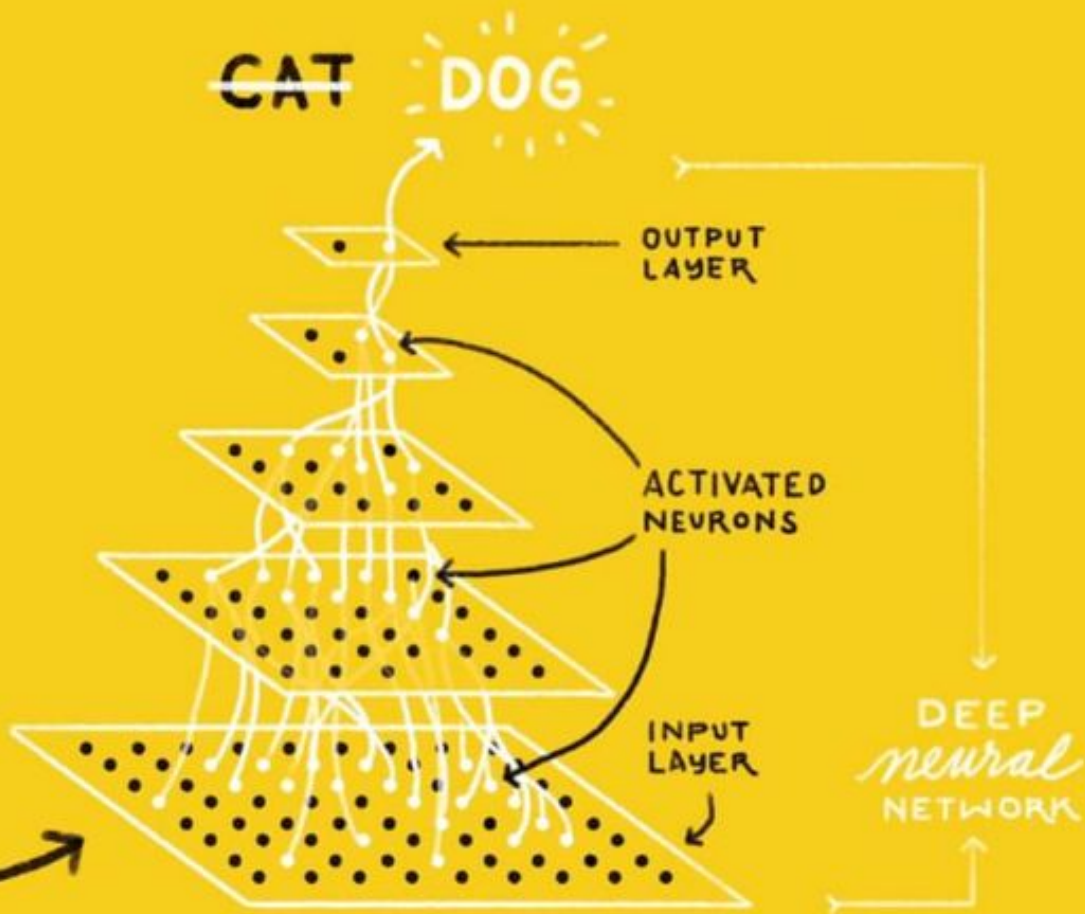 CAT DOG
OUTPUT
LAYER
ACTIVATED
NEURONS
INPUT
LAYER
DEEP
neural
NETWORK